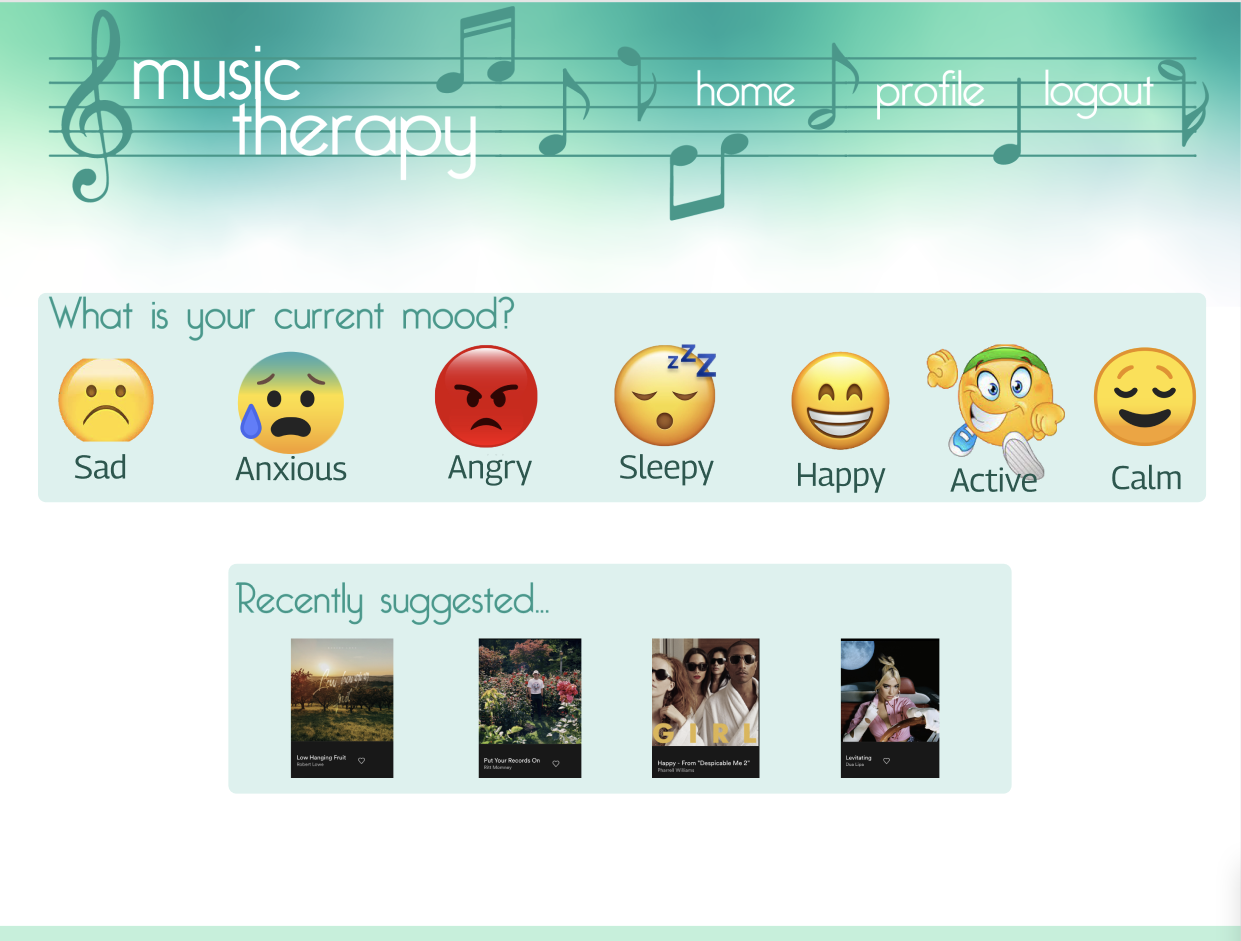 music
therapy
home profile logout
What is your current mood?
Sad Anxious Angry Sleepy Happy Active Calm
Recently suggested...
GIRL
Low Hanging Fruit
Robert Lowe
Put Your Records On
Happy - From "Despicable Me 2"
Pharrell Williams
Levitating
Dua Lipa